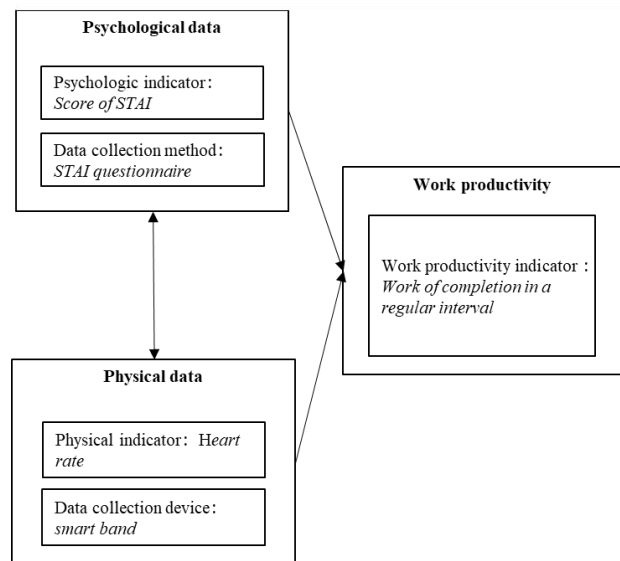 Psychological data
Psychologic indicator：
Score of STAI
Data collection method：
STAI questionnaire
Work productivity
Work productivity indicator：
Work of completion in a
regular interval
Physical data
Physical indicator：Heart
rate
Data collection device：
smart band